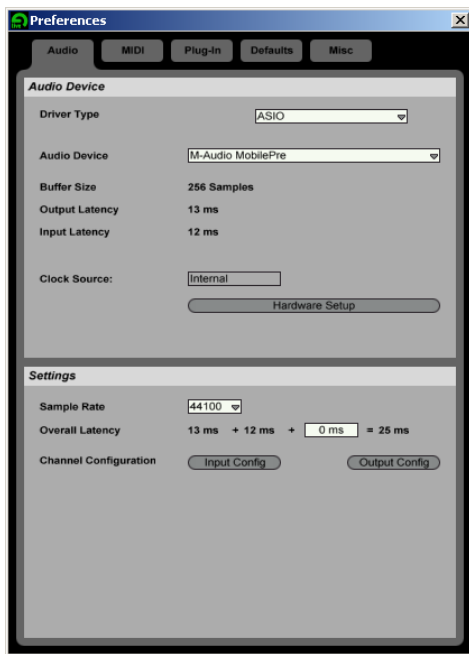 Preferences
Audio MIDI Plug-In Defaults Misc
Audio Device
Driver Type ASIO
Audio Device M-Audio MobilePre
Buffer Size 256 Samples
Output Latency 13 ms
Input Latency 12 ms
Clock Source: Internal
Hardware Setup
Settings
Sample Rate 44100
Overall Latency 13 ms + 12 ms + 0 ms = 25 ms
Channel Configuration Input Config Output Config